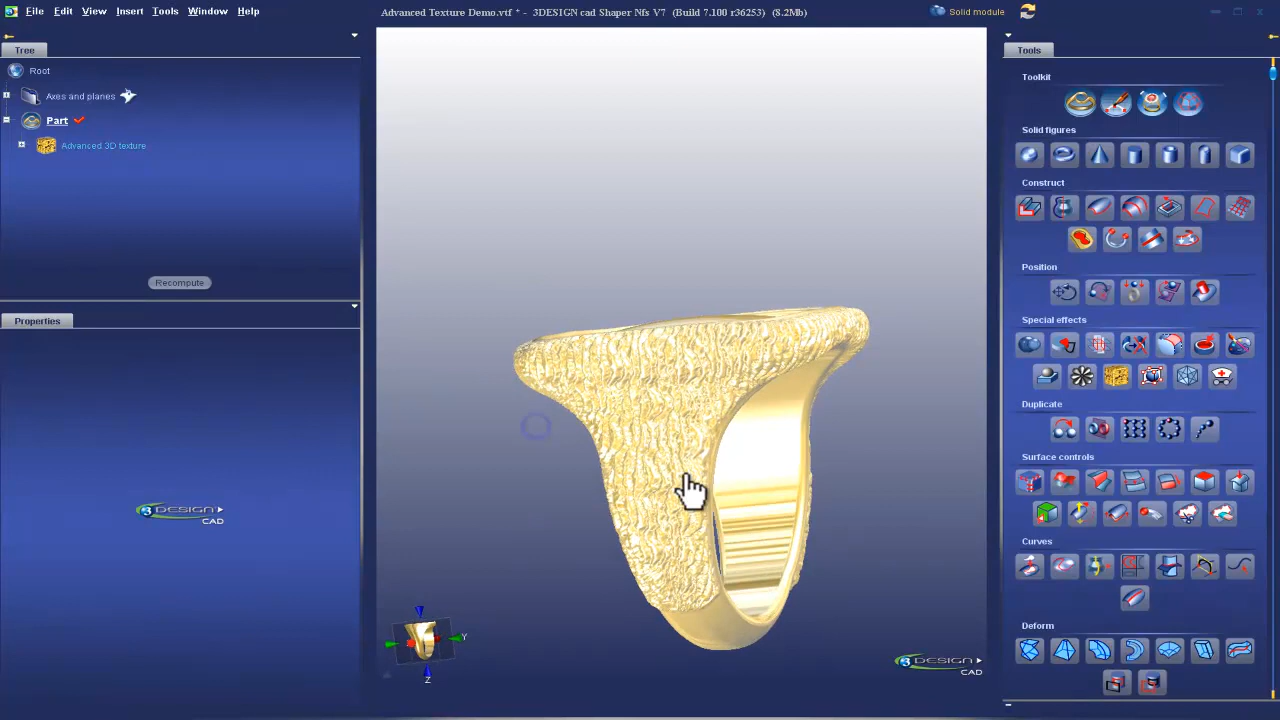 File Edit View Insert Tools Window Help
Advanced Texture Demo.vtf * - 3DESIGN cad Shaper Nfs V7 (Build 7.100 r36253) (8.2Mb)
Solid module
Tree
Root
Axes and planes
Part
Advanced 3D texture
Recompute
Properties
3DESIGN
CAD
Y
Z
3DESIGN
CAD
Tools
Toolkit
Solid figures
Construct
Position
Special effects
Duplicate
Surface controls
Curves
Deform